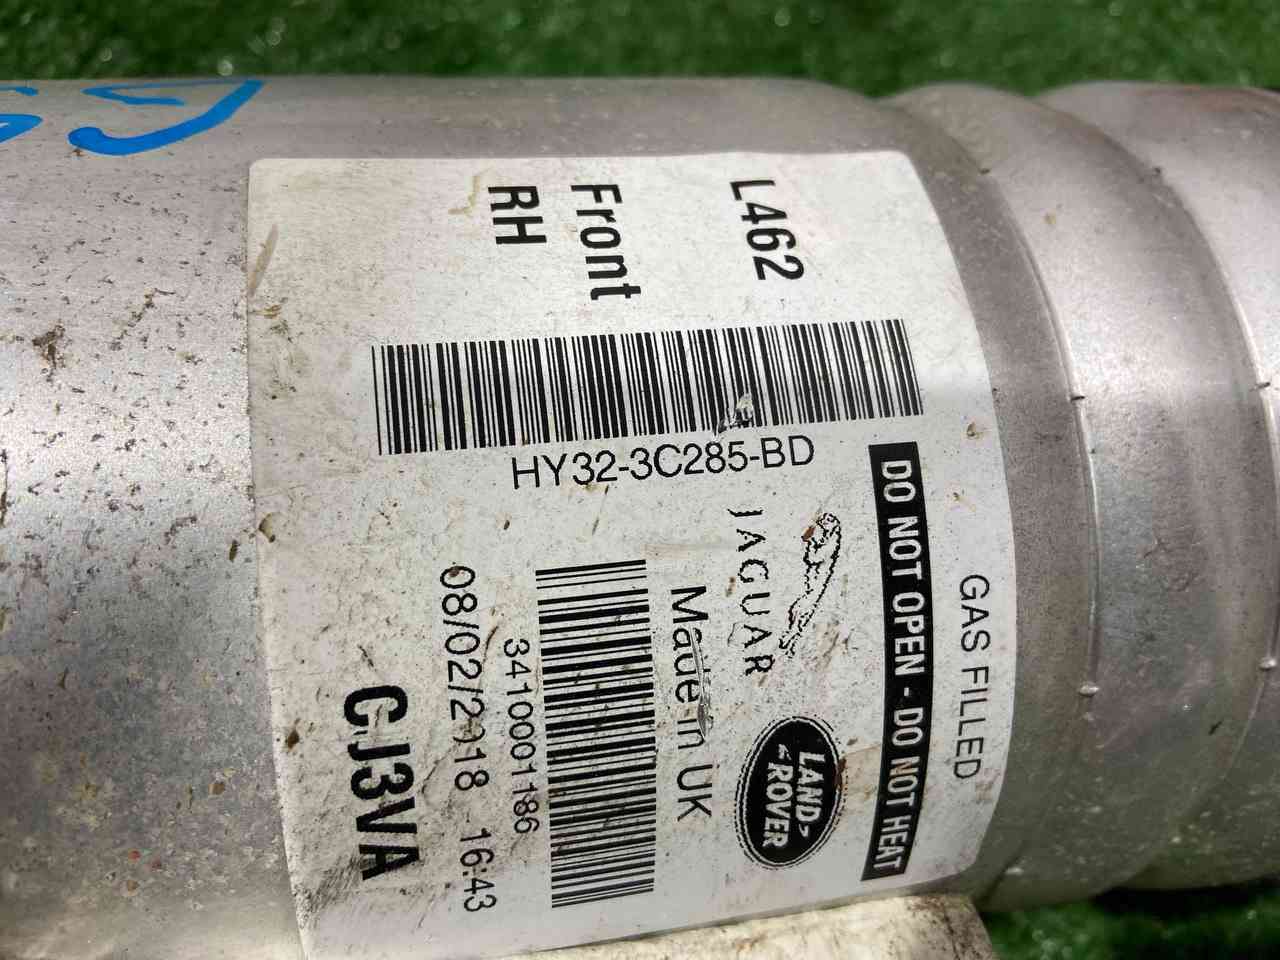 L462
Front
RH
HY32-3C285-BD
GAS FILLED
DO NOT OPEN - DO NOT HEAT
JAGUAR
LAND
ROVER
Made in UK
3410001186
08/02/2018 16:43
CJ3VA